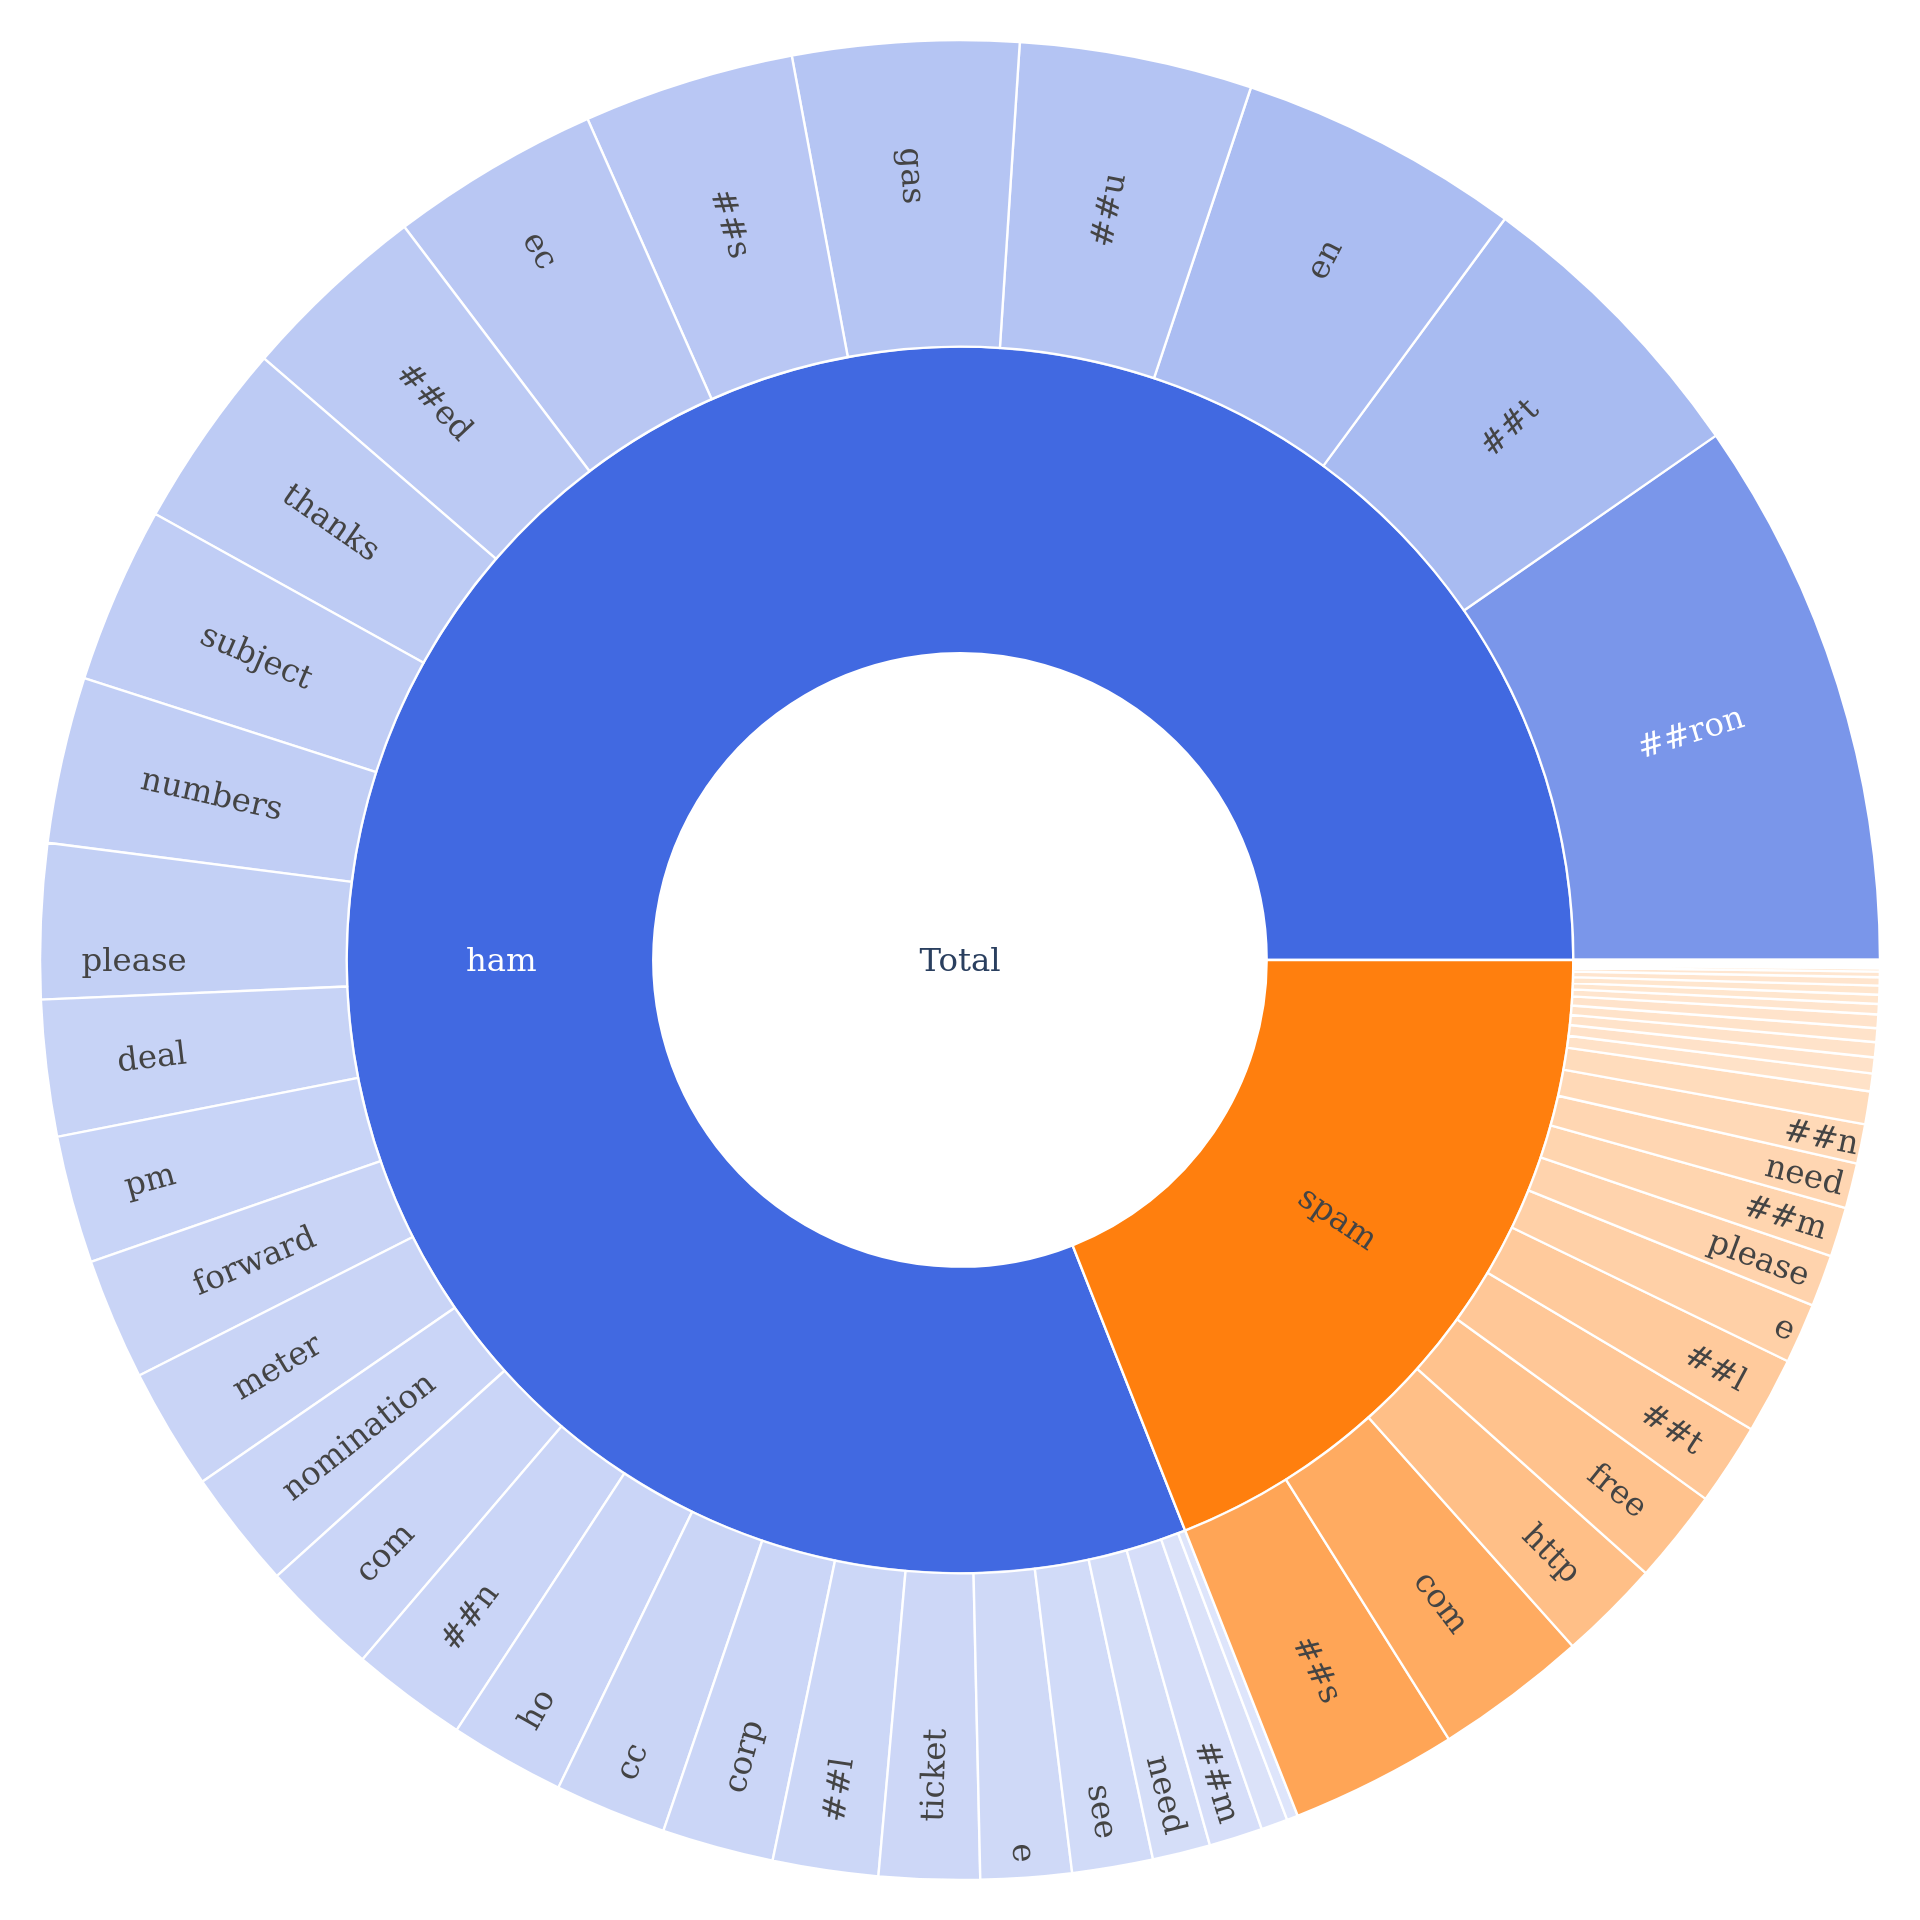 Total
ham
spam
##ron
##t
en
##u
gas
##s
ec
##ed
thanks
subject
numbers
please
deal
pm
forward
meter
nomination
com
##n
ho
cc
corp
##l
ticket
e
see
need
##m
##s
com
http
free
##t
##l
e
please
##m
need
##n